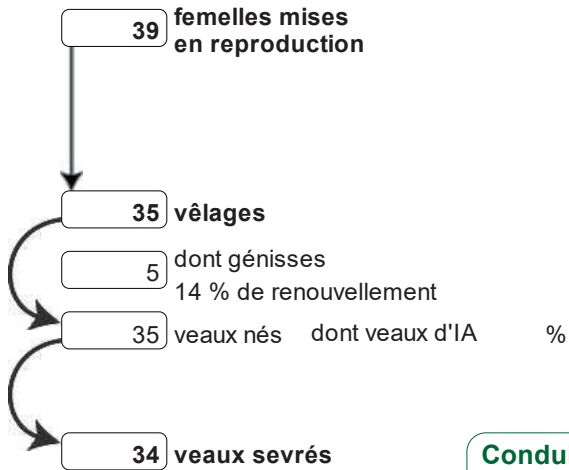 39 femelles mises
en reproduction
35 vêlages
5 dont génisses
14 % de renouvellement
35 veaux nés dont veaux d'IA %
34 veaux sevrés
Condu